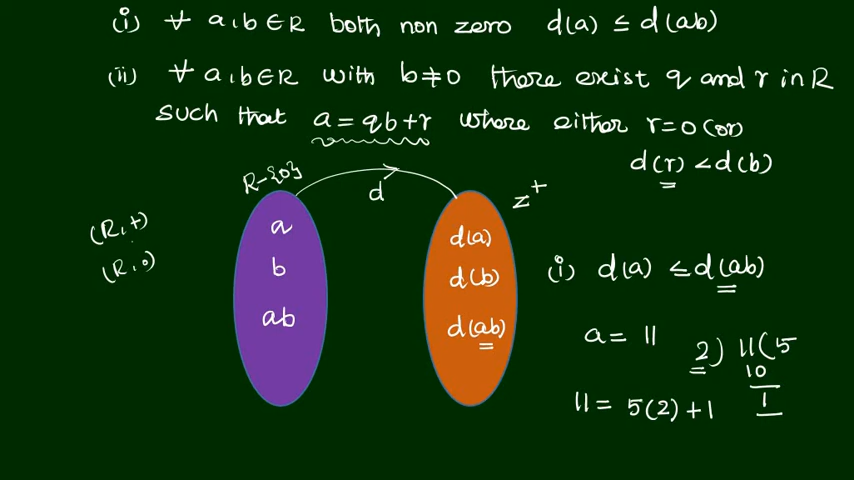 (i) ∀ a,b ∈ R both non zero d(a) ≤ d(ab)
(ii) ∀ a,b ∈ R with b≠0 there exist q and r in R
such that a = qb+r where either r=0 (or)
d(r) < d(b)
R-{0}
d
z⁺
(R,+)
(R,∘)
a
b
ab
d(a)
d(b)
d(ab)
(i) d(a) ≤ d(ab)
a = 11
2) 11(5
10
1
11 = 5(2)+1